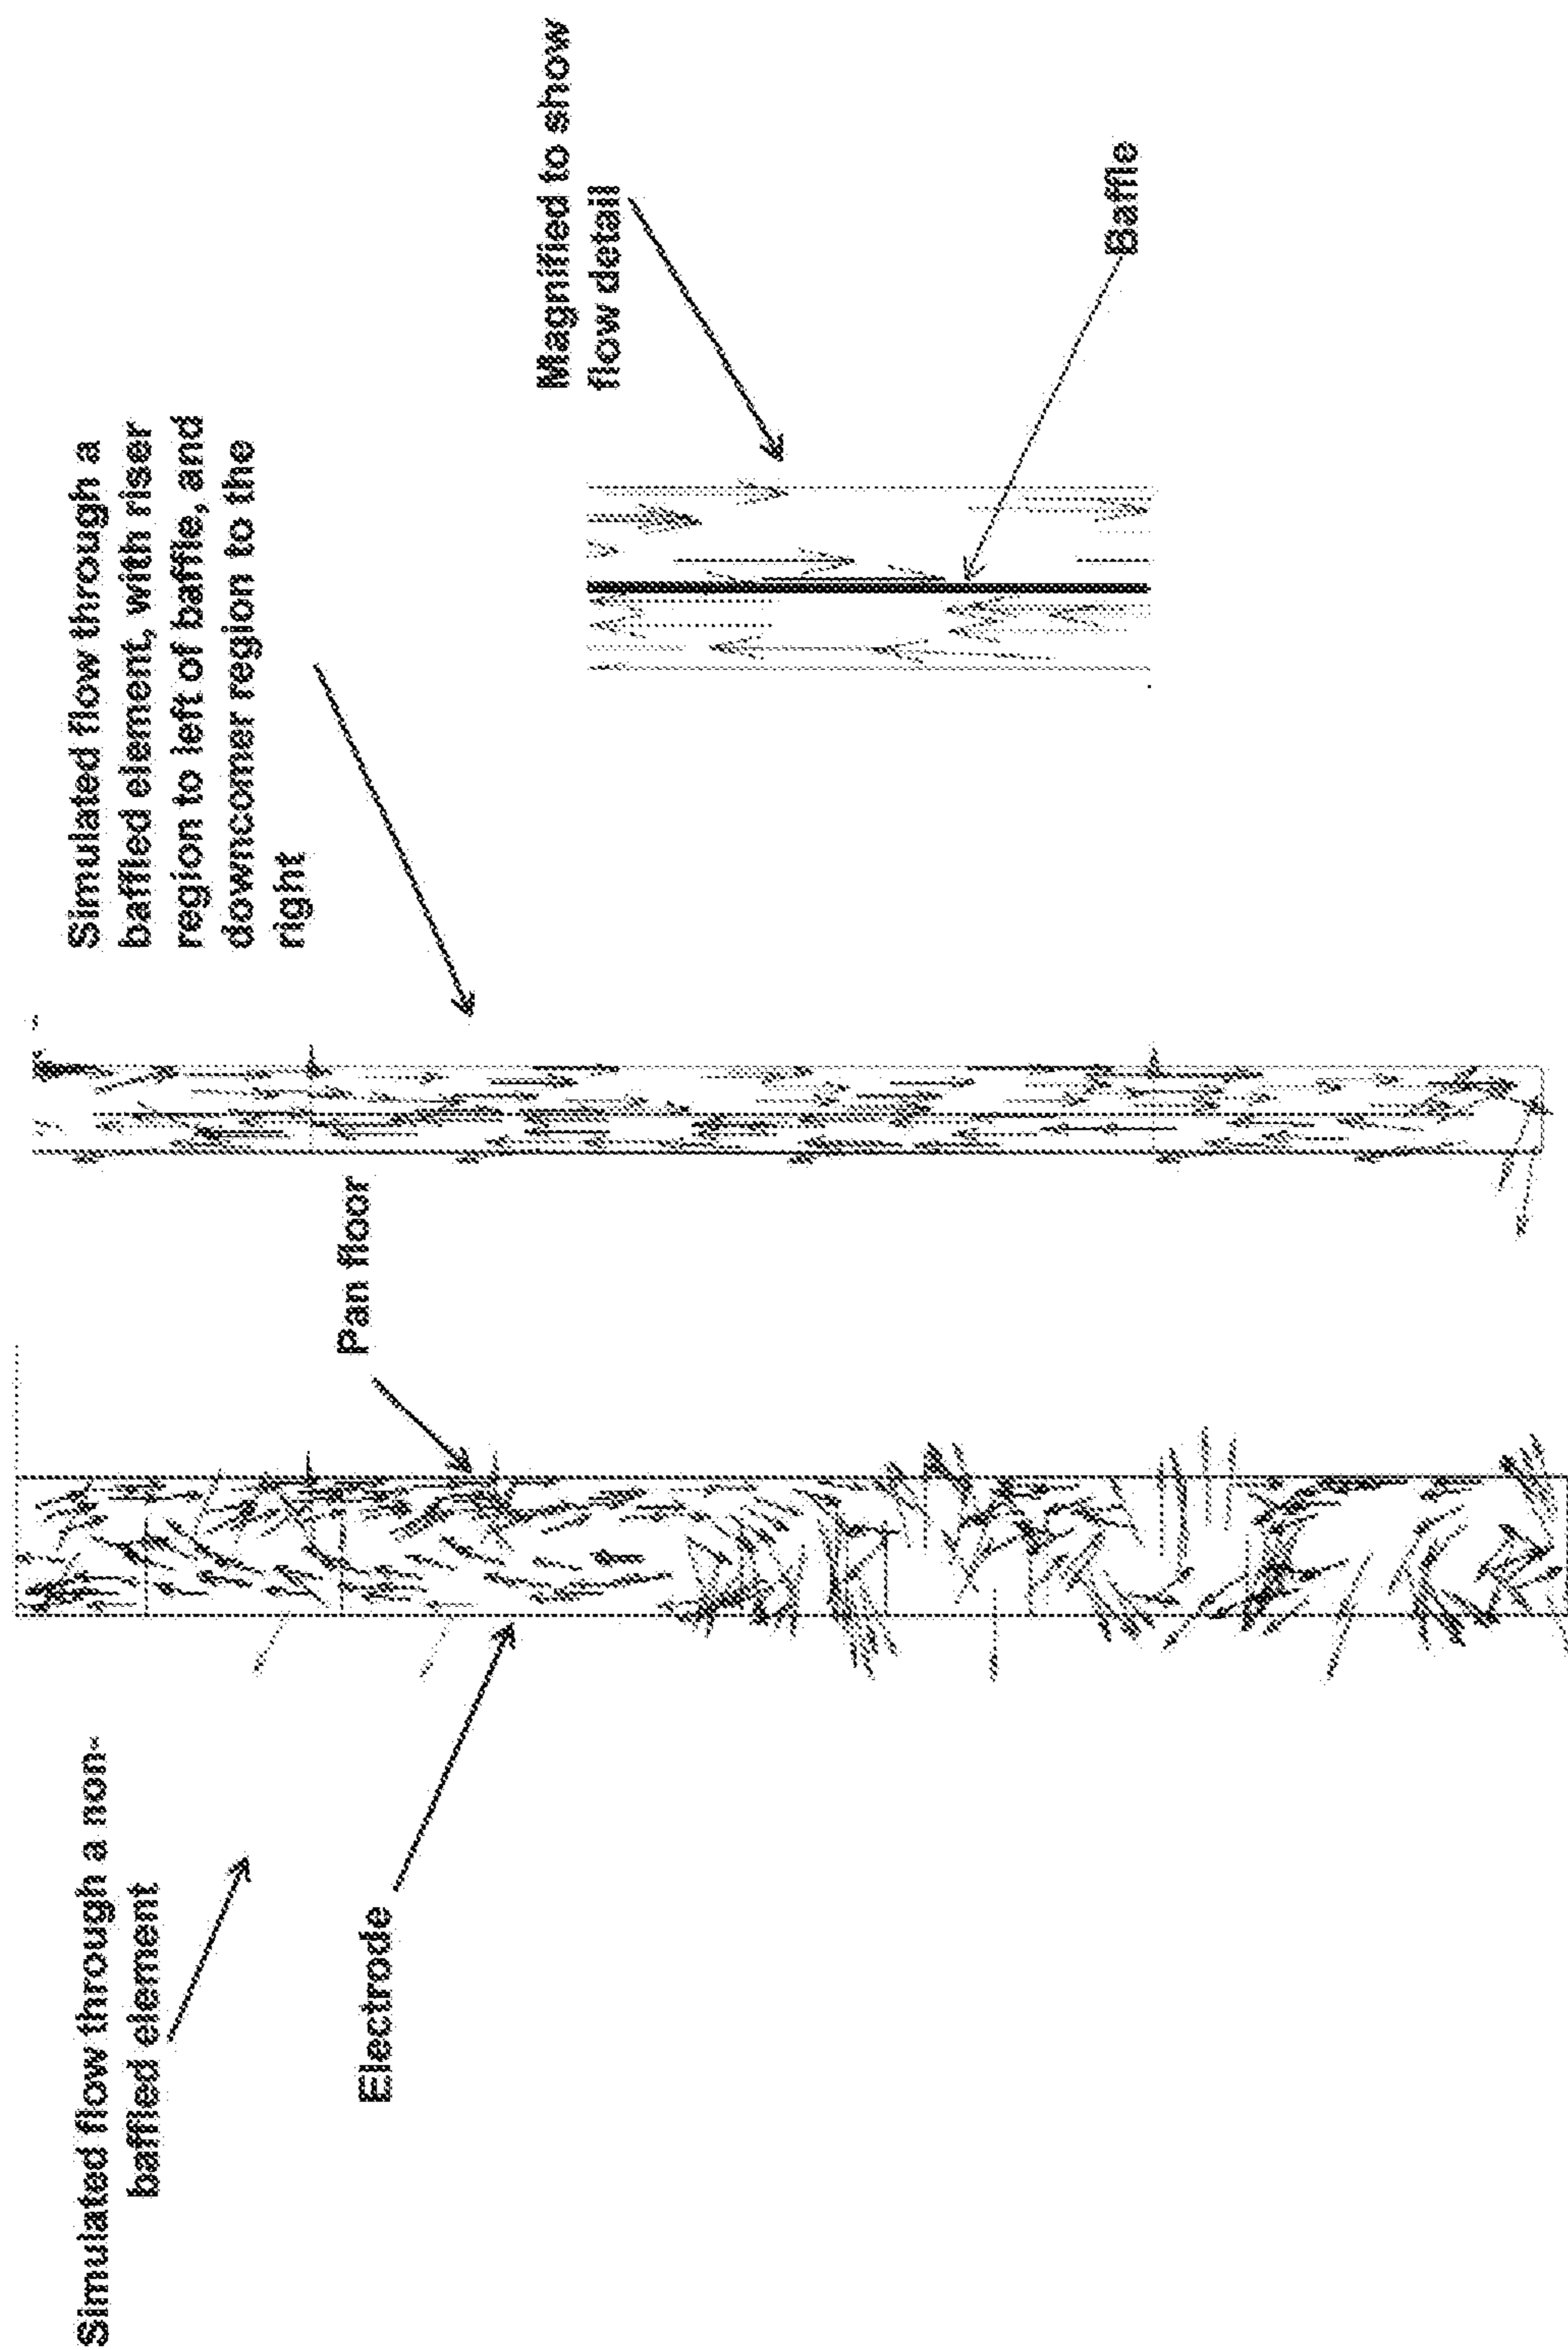 Simulated flow through a non-
baffled element
Electrode
Pan floor
Simulated flow through a
baffled element, with riser
region to left of baffle, and
downcomer region to the
right
Magnified to show
flow detail
Baffle